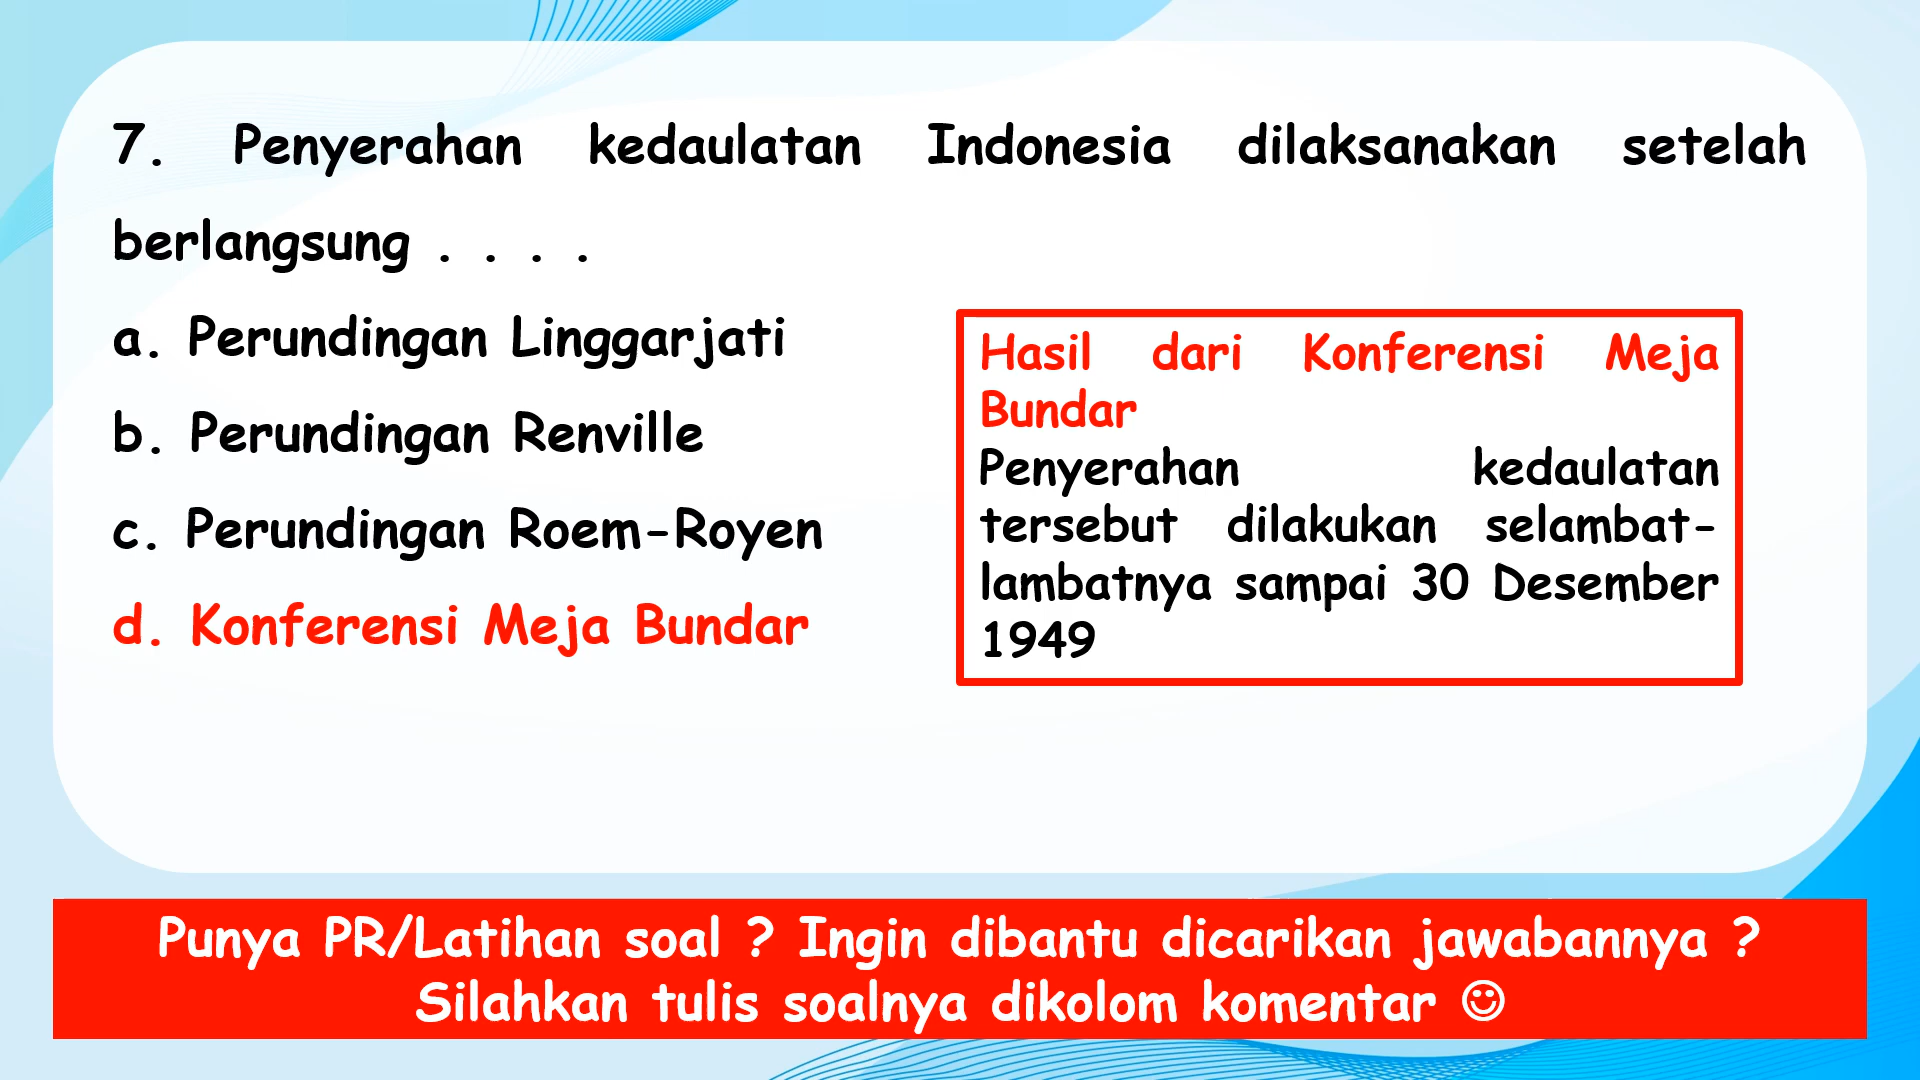 7. Penyerahan kedaulatan Indonesia dilaksanakan setelah
berlangsung . . . .
a. Perundingan Linggarjati
b. Perundingan Renville
c. Perundingan Roem-Royen
d. Konferensi Meja Bundar
Hasil dari Konferensi Meja
Bundar
Penyerahan kedaulatan
tersebut dilakukan selambat-
lambatnya sampai 30 Desember
1949
Punya PR/Latihan soal ? Ingin dibantu dicarikan jawabannya ?
Silahkan tulis soalnya dikolom komentar ☺